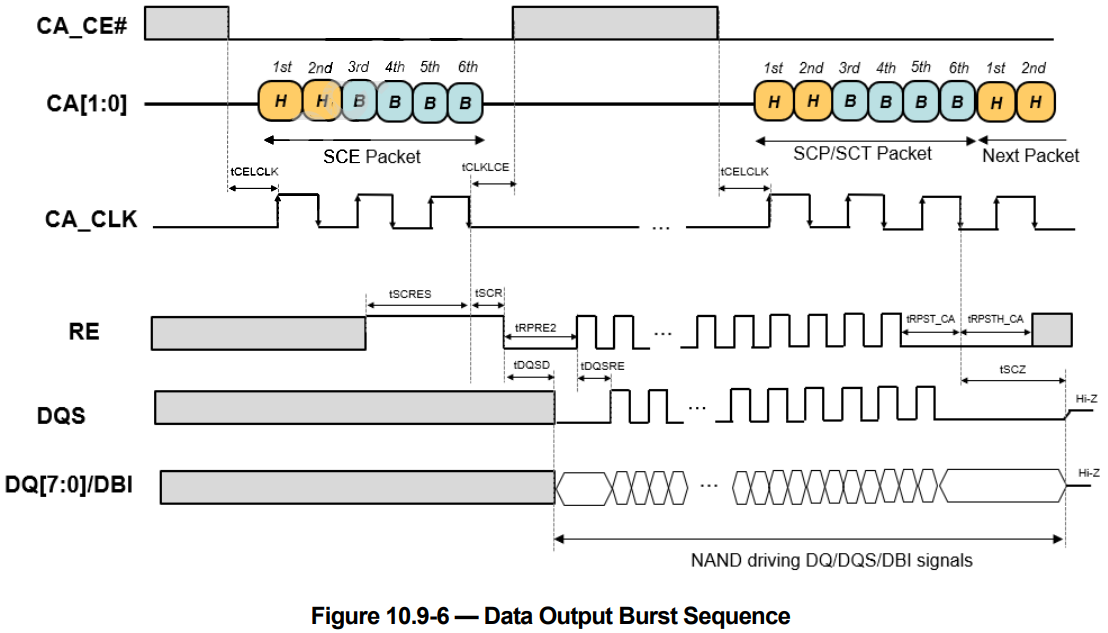 CA_CE#
1st 2nd 3rd 4th 5th 6th 1st 2nd 3rd 4th 5th 6th 1st 2nd
CA[1:0] H H B B B B H H B B B B H H
SCE Packet SCP/SCT Packet Next Packet
tCELCLK tCLKLCE tCELCLK
CA_CLK ...
tSCRES tSCR
RE tRPRE2 ... tRPST_CA tRPSTH_CA
tDQSD tDQSRE tSCZ
DQS ... Hi-Z
DQ[7:0]/DBI ... Hi-Z
NAND driving DQ/DQS/DBI signals
Figure 10.9-6 — Data Output Burst Sequence